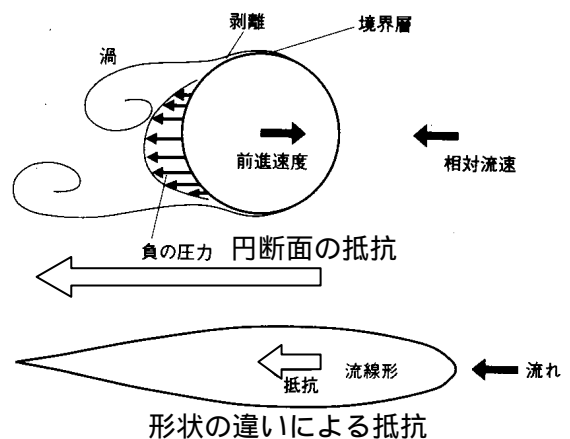 剥離
境界層
渦
前進速度
相対流速
負の圧力
円断面の抵抗
抵抗
流線形
流れ
形状の違いによる抵抗